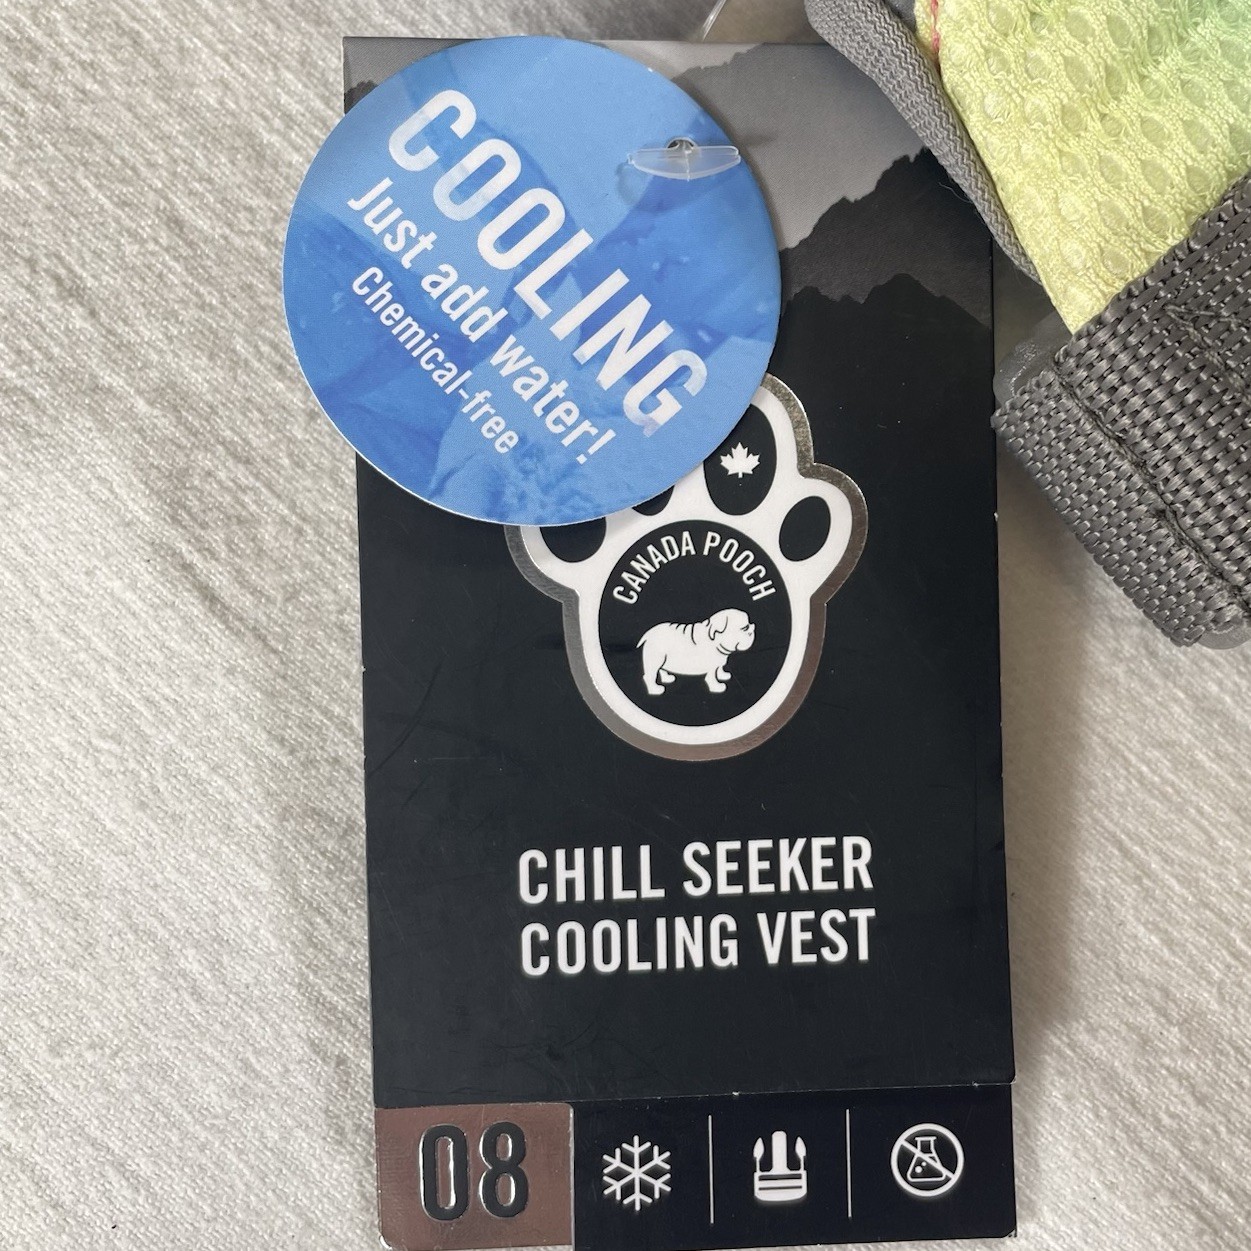 COOLING
Just add water!
Chemical-free
CANADA POOCH
CHILL SEEKER
COOLING VEST
08